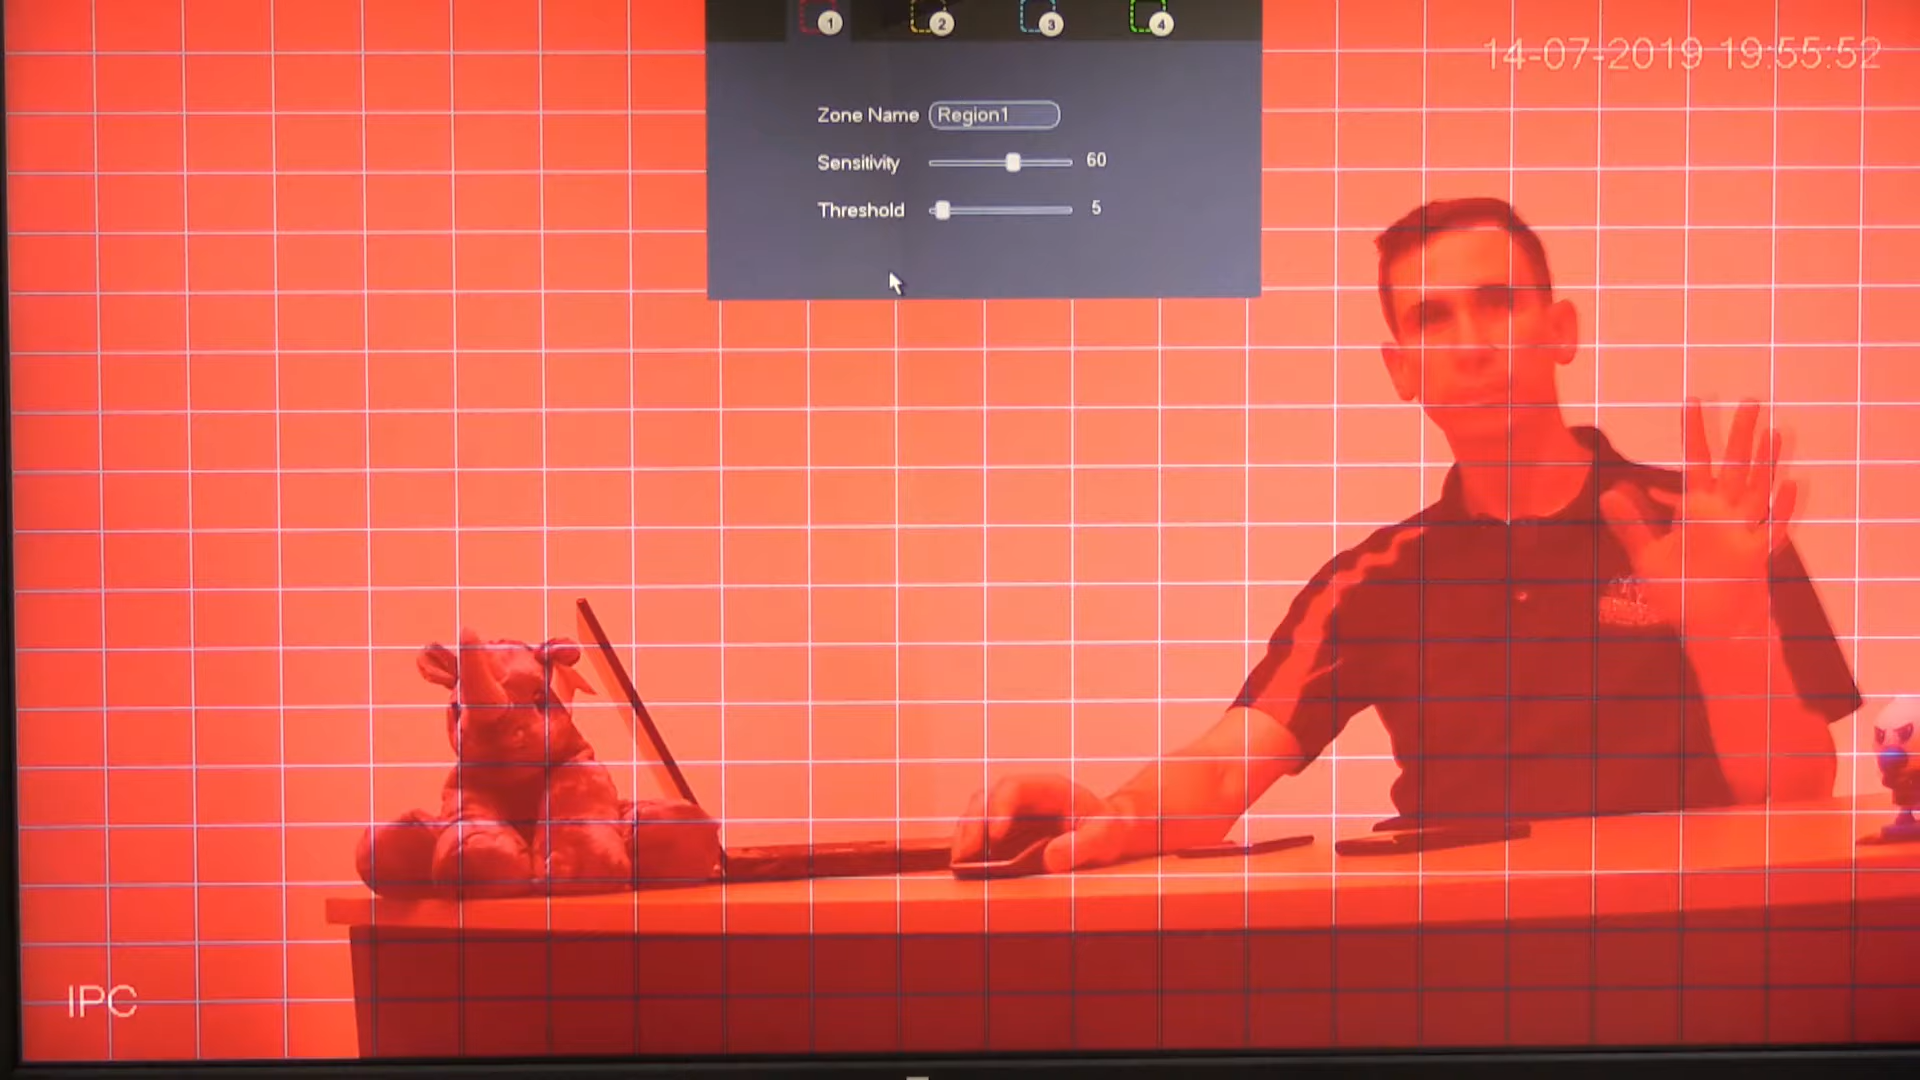 1 2 3 4
14-07-2019 19:55:52
Zone Name Region1
Sensitivity 60
Threshold 5
IPC